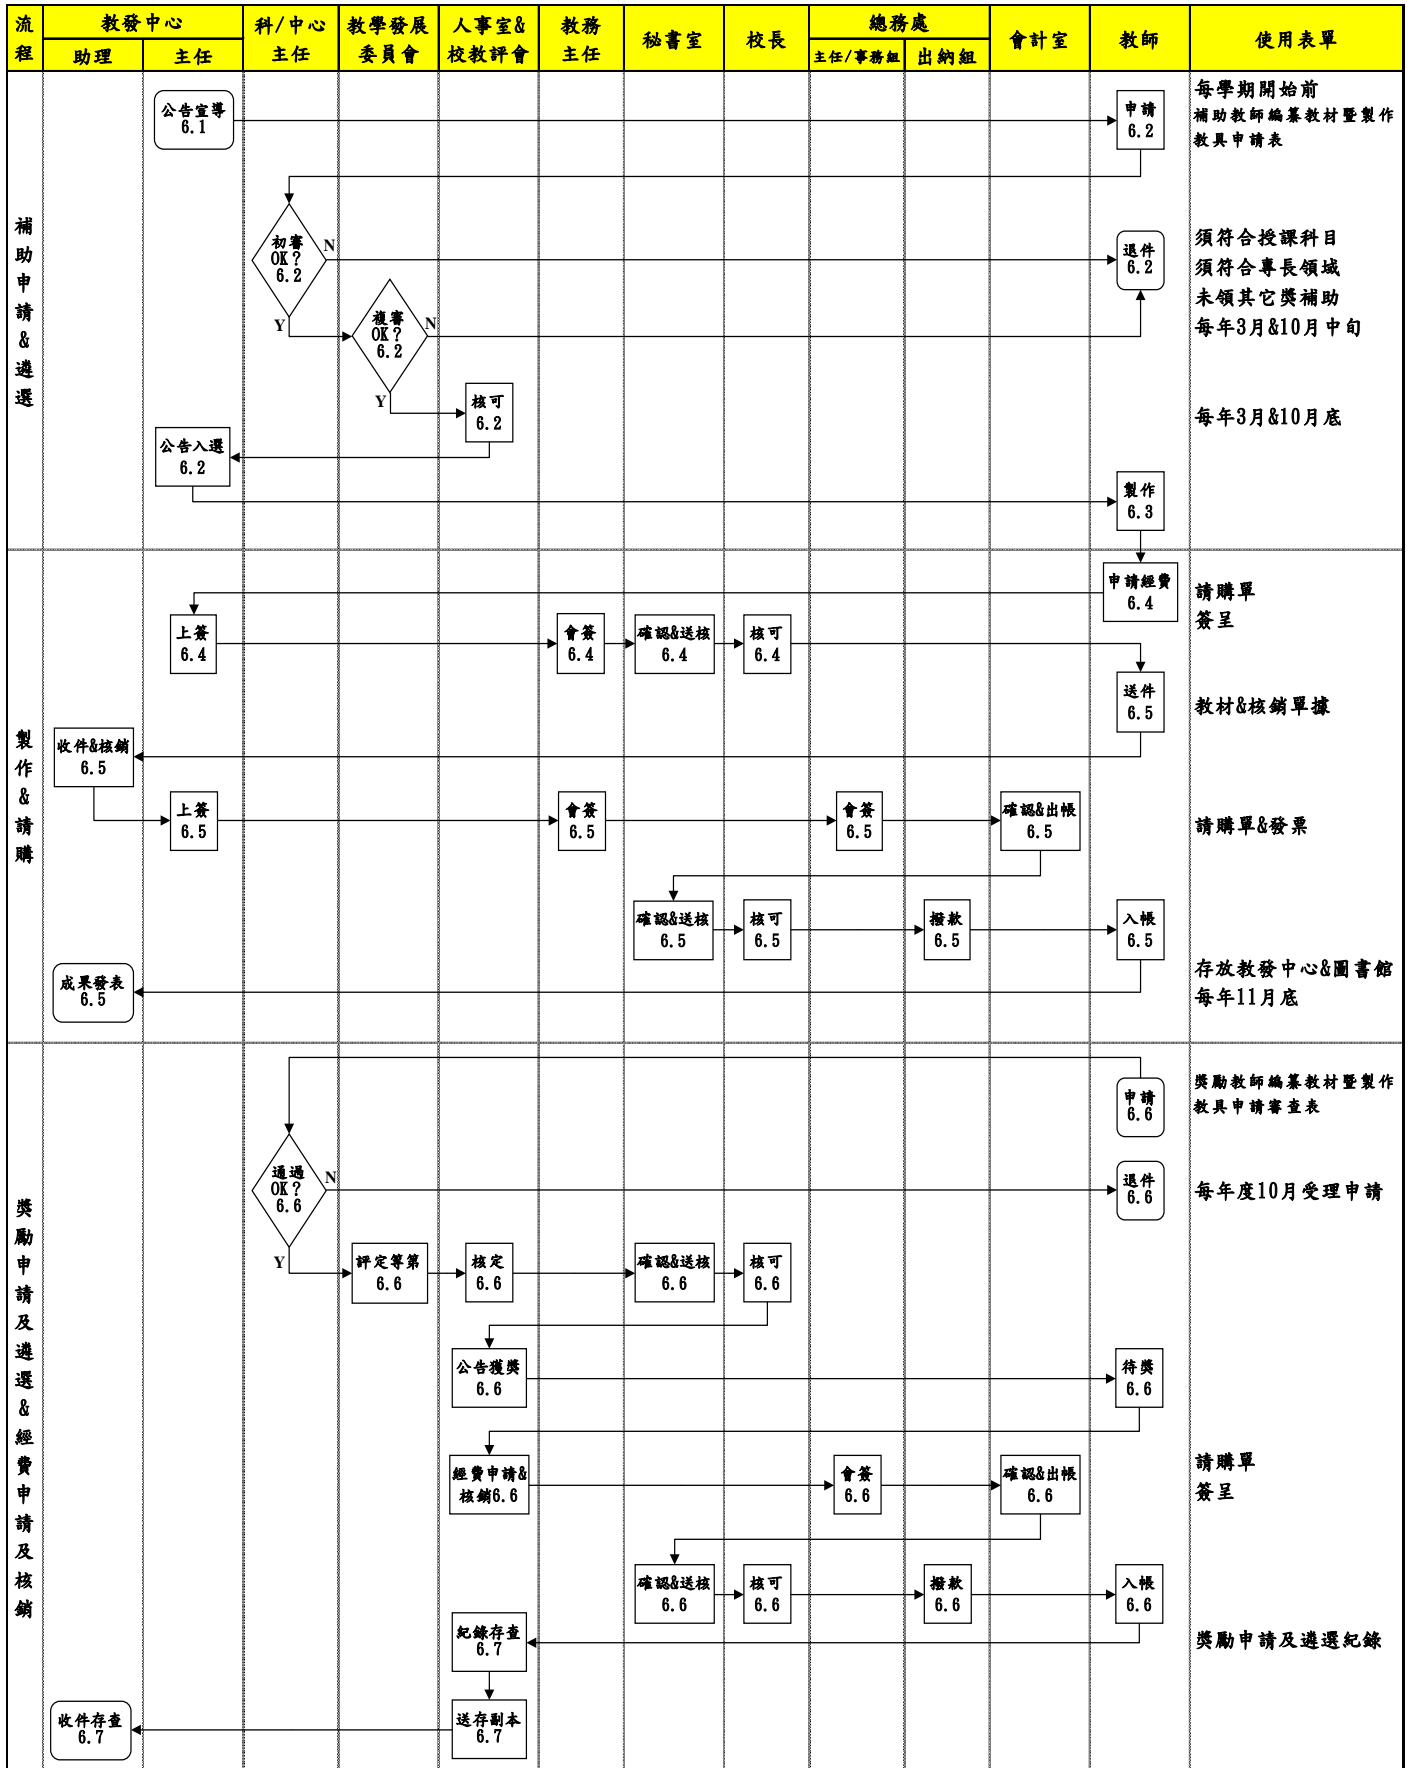 流程
教發中心
科/中心
主任
教學發展
委員會
人事室&
校教評會
教務
主任
秘書室
校長
總務處
會計室
教師
使用表單
助理
主任
主任/事務組
出納組
補助申請&遴選
公告宣導
6.1
申請
6.2
每學期開始前
補助教師編纂教材暨製作
教具申請表
初審
OK?
6.2
N
Y
退件
6.2
須符合授課科目
須符合專長領域
未領其它獎補助
每年3月&10月中旬
複審
OK?
6.2
N
Y
核可
6.2
每年3月&10月底
公告入選
6.2
製作
6.3
製作&請購
申請經費
6.4
請購單
簽呈
上簽
6.4
會簽
6.4
確認&送核
6.4
核可
6.4
送件
6.5
教材&核銷單據
收件&核銷
6.5
上簽
6.5
會簽
6.5
會簽
6.5
確認&出帳
6.5
請購單&發票
確認&送核
6.5
核可
6.5
撥款
6.5
入帳
6.5
成果發表
6.5
存放教發中心&圖書館
每年11月底
獎勵申請及遴選&經費申請及核銷
申請
6.6
獎勵教師編纂教材暨製作
教具申請審查表
通過
OK?
6.6
N
Y
退件
6.6
每年度10月受理申請
評定等第
6.6
核定
6.6
確認&送核
6.6
核可
6.6
公告獲獎
6.6
待獎
6.6
經費申請&
核銷6.6
會簽
6.6
確認&出帳
6.6
請購單
簽呈
確認&送核
6.6
核可
6.6
撥款
6.6
入帳
6.6
紀錄存查
6.7
獎勵申請及遴選紀錄
收件存查
6.7
送存副本
6.7